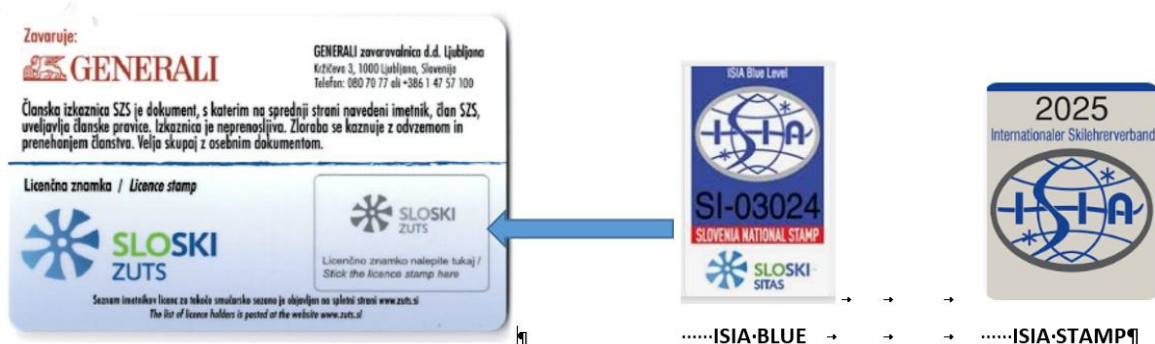 Zavaruje:
GENERALI
GENERALI zavarovalnica d.d. Ljubljana
Kržičeva 3, 1000 Ljubljana, Slovenija
Telefon: 080 70 77 ali +386 1 47 57 100
Članska izkaznica SZS je dokument, s katerim na sprednji strani navedeni imetnik, član SZS,
uveljavlja članske pravice. Izkaznica je neprenosljiva. Zloraba se kaznuje z odvzemom in
prenehanjem članstva. Velja skupaj z osebnim dokumentom.
Licenčna znamka / Licence stamp
SLOSKI
ZUTS
SLOSKI
ZUTS
Licenčno znamko nalepite tukaj /
Stick the licence stamp here
Seznam imetnikov licenc za tekočo smučarsko sezono je objavljen na spletni strani www.zuts.si
The list of licence holders is posted at the website www.zuts.si
ISIA Blue Level
ISIA
SI-03024
SLOVENIA NATIONAL STAMP
SLOSKI
SITAS
2025
Internationaler Skilehrerverband
ISIA
¶
······ISIA·BLUE → → → ······ISIA·STAMP¶